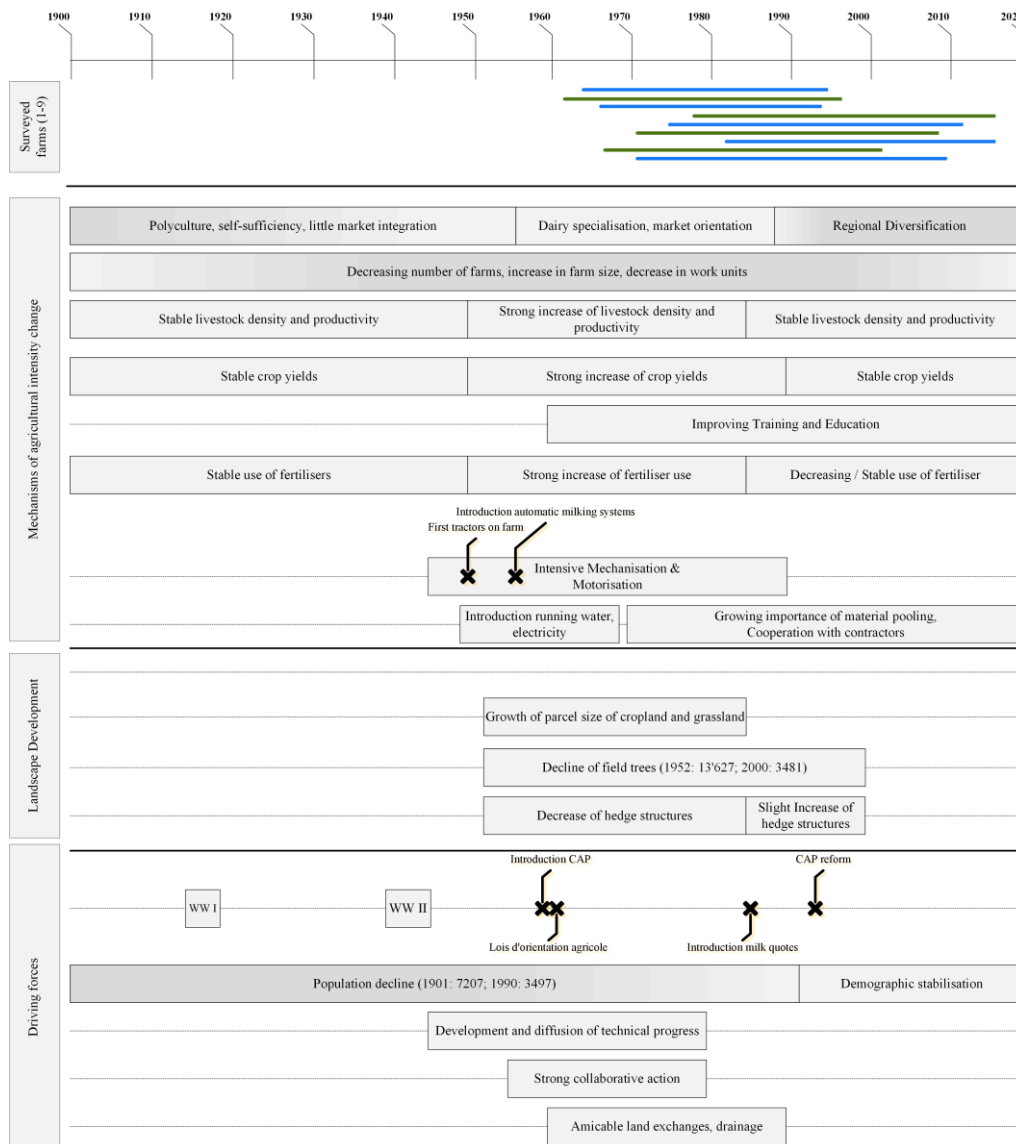 1900 1910 1920 1930 1940 1950 1960 1970 1980 1990 2000 2010
Surveyed
farms (1-9)
Mechanisms of agricultural intensity change
Polyculture, self-sufficiency, little market integration
Dairy specialisation, market orientation
Regional Diversification
Decreasing number of farms, increase in farm size, decrease in work units
Stable livestock density and productivity
Strong increase of livestock density and
productivity
Stable livestock density and productivity
Stable crop yields
Strong increase of crop yields
Stable crop yields
Improving Training and Education
Stable use of fertilisers
Strong increase of fertiliser use
Decreasing / Stable use of fertiliser
Introduction automatic milking systems
First tractors on farm
Intensive Mechanisation &
Motorisation
Introduction running water,
electricity
Growing importance of material pooling,
Cooperation with contractors
Landscape Development
Growth of parcel size of cropland and grassland
Decline of field trees (1952: 13'627; 2000: 3481)
Decrease of hedge structures
Slight Increase of
hedge structures
Driving forces
Introduction CAP
CAP reform
WW I
WW II
Lois d'orientation agricole
Introduction milk quotes
Population decline (1901: 7207; 1990: 3497)
Demographic stabilisation
Development and diffusion of technical progress
Strong collaborative action
Amicable land exchanges, drainage